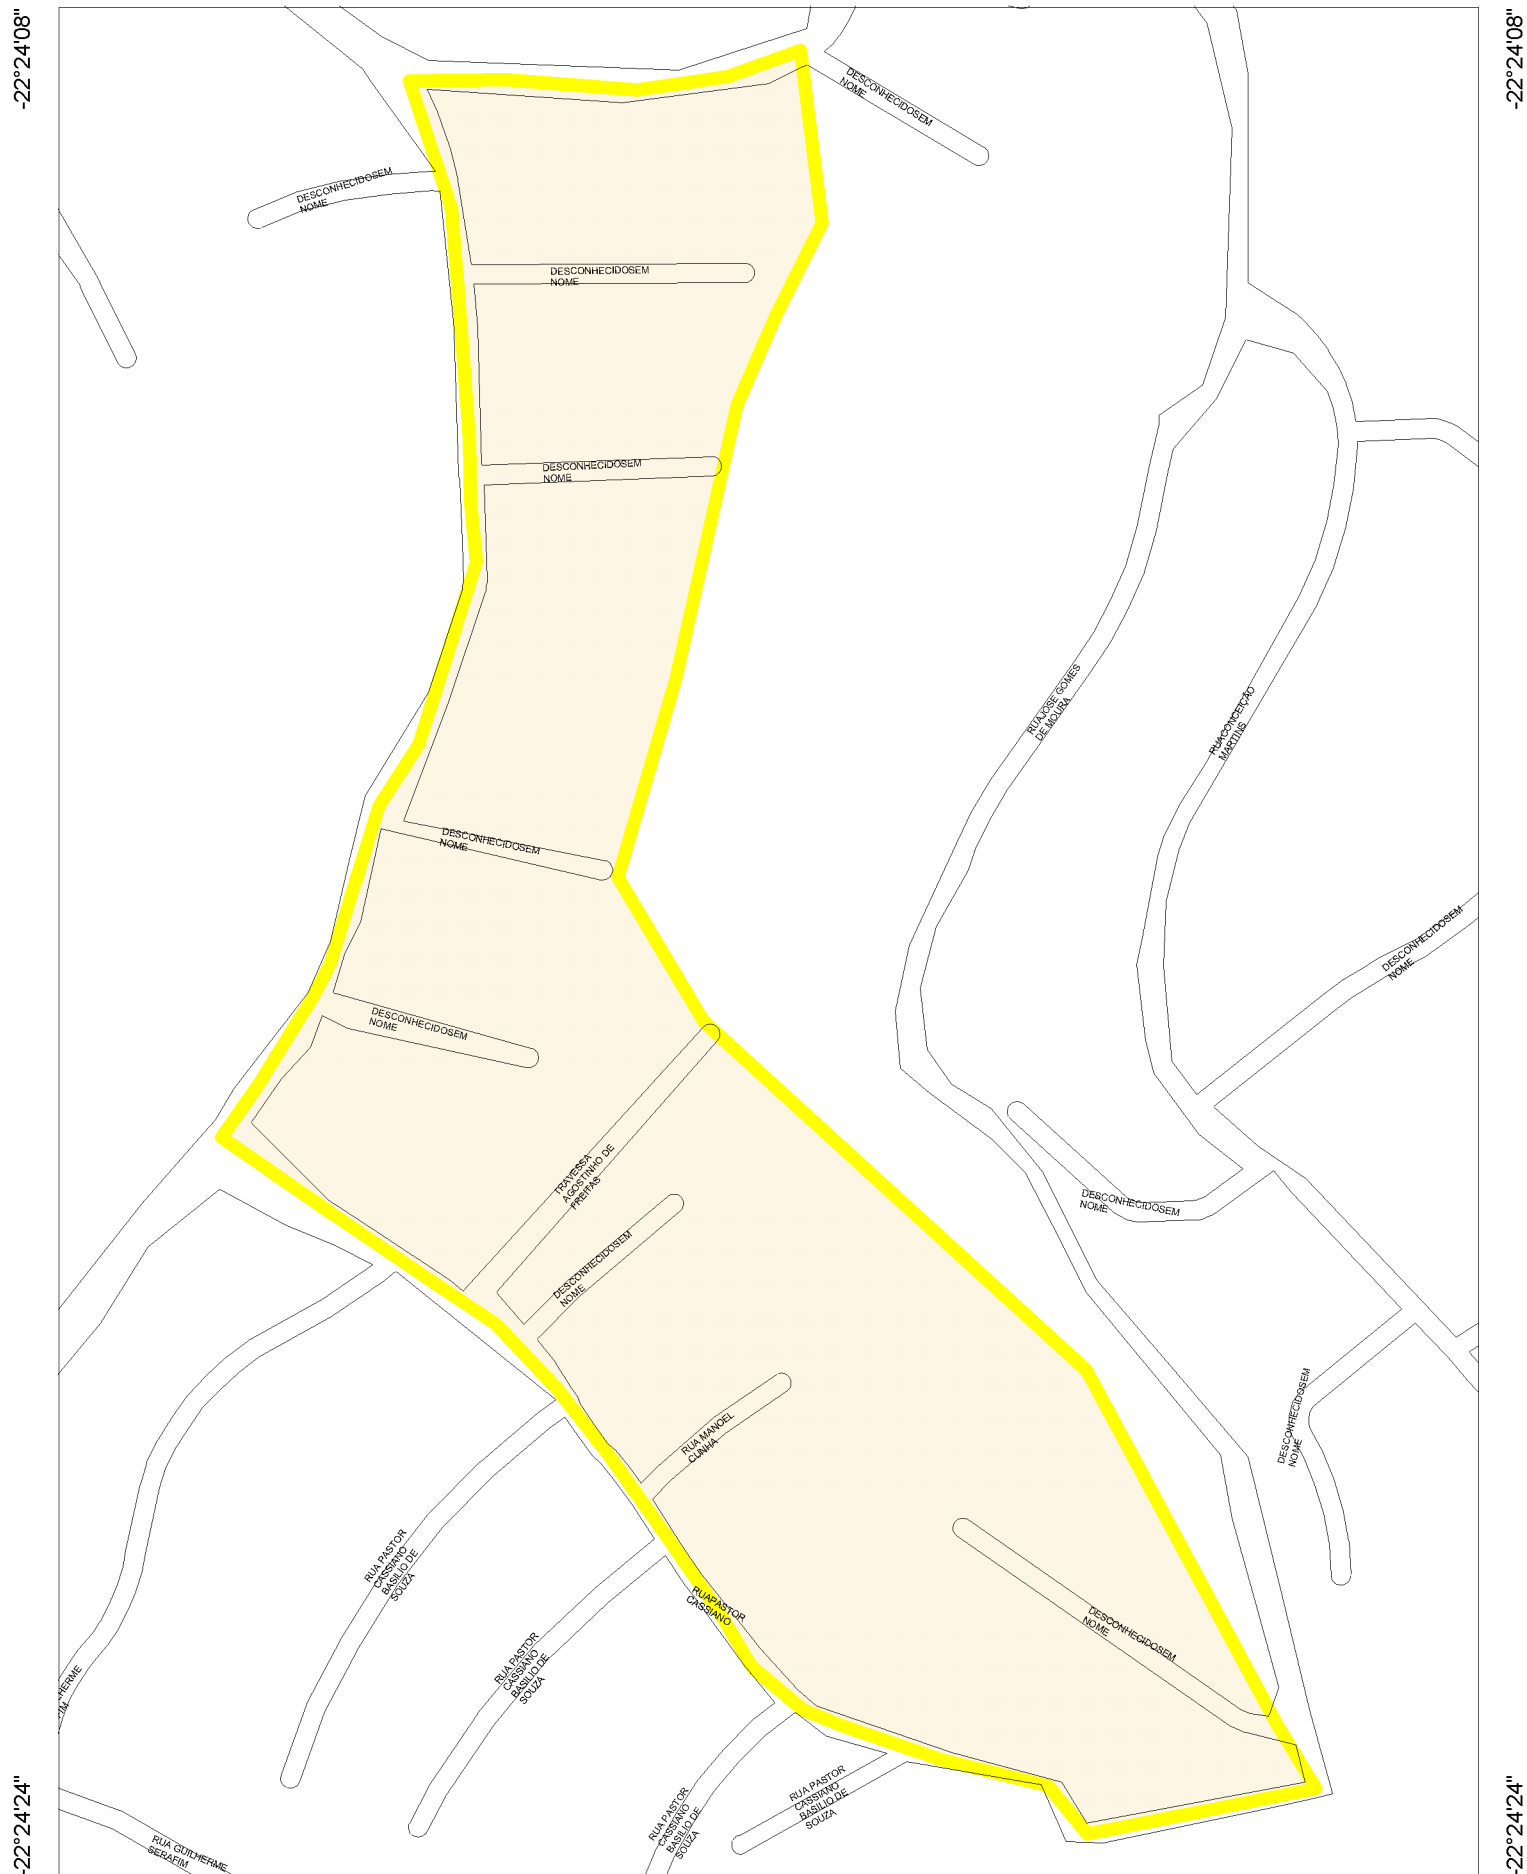 -22°24'08"
-22°24'08"
DESCONHECIDOSEM
NOME
DESCONHECIDOSEM
NOME
DESCONHECIDOSEM
NOME
DESCONHECIDOSEM
NOME
RUAJOSE GOMES
DE MOURA
RUACONCEIÇÃO
MARTINS
DESCONHECIDOSEM
NOME
DESCONHECIDOSEM
NOME
DESCONHECIDOSEM
NOME
TRAVESSA
AGOSTINHO DE
FREITAS
DESCONHECIDOSEM
NOME
DESCONHECIDOSEM
NOME
DESCONHECIDOSEM
NOME
RUA MANOEL
CUNHA
RUA PASTOR
CASSIANO
BASILIO DE
SOUZA
RUAPASTOR
CASSIANO
DESCONHECIDOSEM
NOME
RUA PASTOR
CASSIANO
BASILIO DE
SOUZA
HERME
IM
RUA PASTOR
CASSIANO
BASILIO DE
SOUZA
RUA PASTOR
CASSIANO
BASILIO DE
SOUZA
RUA GUILHERME
SERAFIM
-22°24'24"
-22°24'24"